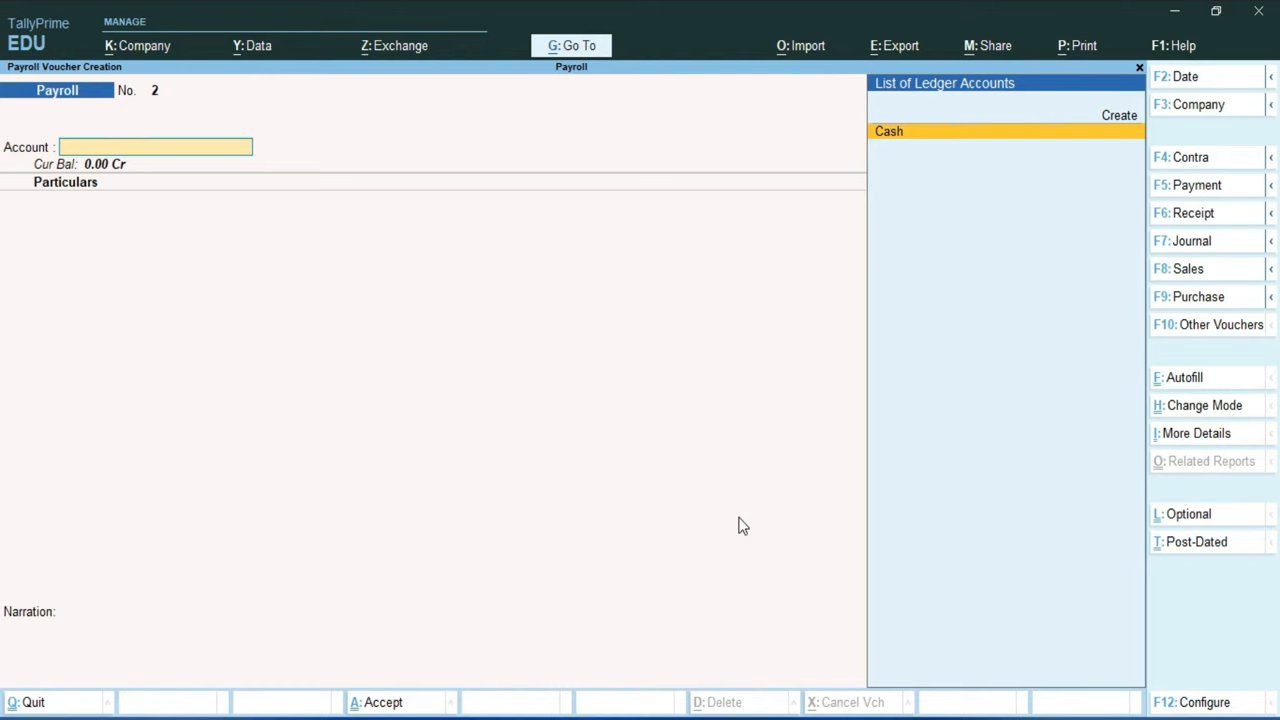 TallyPrime
EDU
MANAGE
K: Company
Y: Data
Z: Exchange
G: Go To
O: Import
E: Export
M: Share
P: Print
F1: Help
Payroll Voucher Creation
Payroll
×
Payroll No. 2
Account :
Cur Bal: 0.00 Cr
Particulars
Narration:
List of Ledger Accounts
Create
Cash
F2: Date
F3: Company
F4: Contra
F5: Payment
F6: Receipt
F7: Journal
F8: Sales
F9: Purchase
F10: Other Vouchers
F: Autofill
H: Change Mode
I: More Details
O: Related Reports
L: Optional
T: Post-Dated
Q: Quit
A: Accept
D: Delete
X: Cancel Vch
F12: Configure